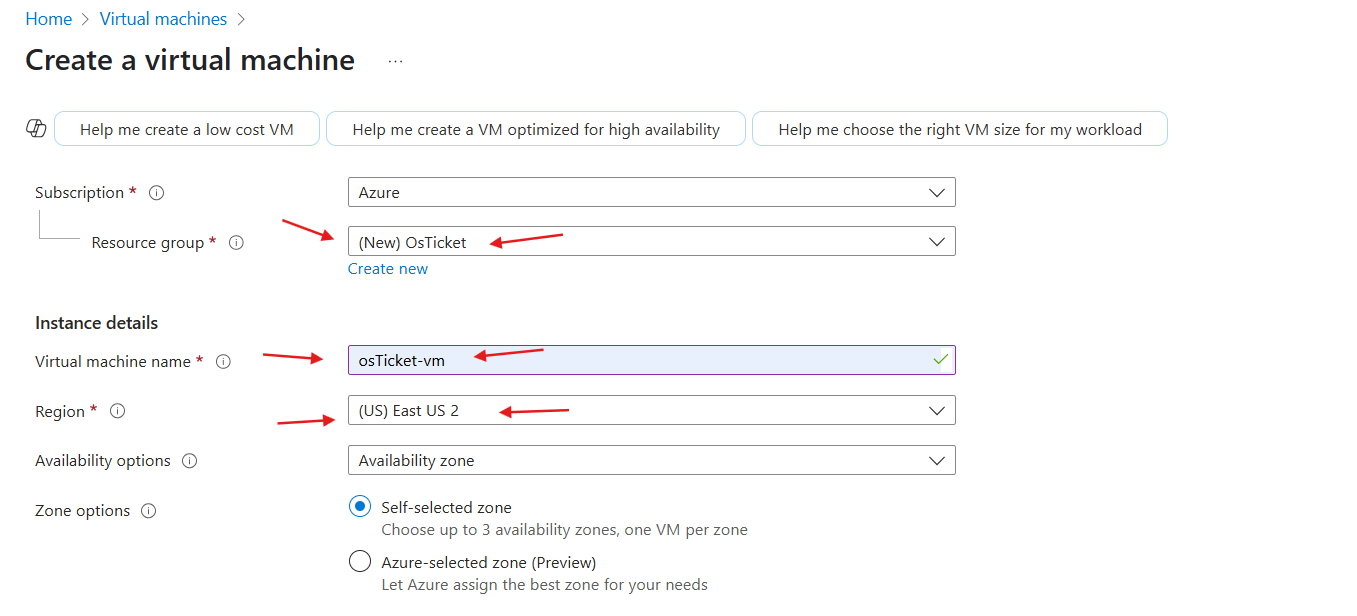 Home > Virtual machines >
Create a virtual machine ...
Help me create a low cost VM Help me create a VM optimized for high availability Help me choose the right VM size for my workload
Subscription * Azure
Resource group * (New) OsTicket
Create new
Instance details
Virtual machine name * osTicket-vm
Region * (US) East US 2
Availability options Availability zone
Zone options Self-selected zone
Choose up to 3 availability zones, one VM per zone
Azure-selected zone (Preview)
Let Azure assign the best zone for your needs